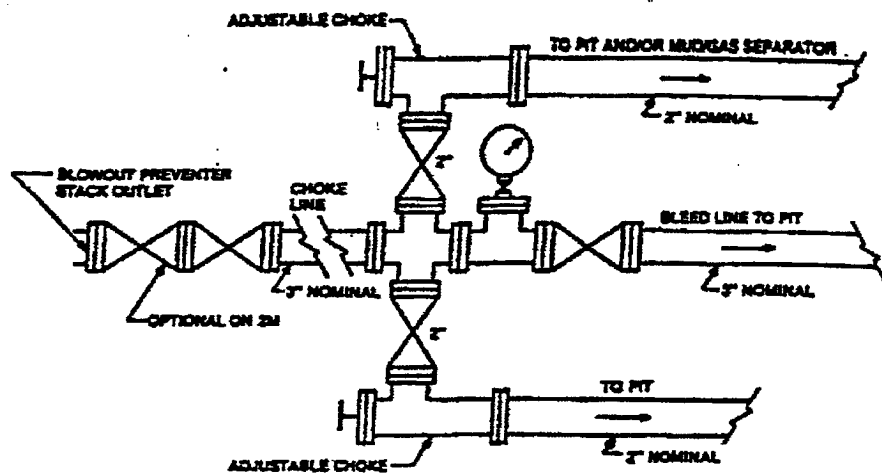 ADJUSTABLE CHOKE
TO PIT AND/OR MUD/GAS SEPARATOR
2" NOMINAL
2"
BLOWOUT PREVENTER
STACK OUTLET
CHOKE
LINE
BLEED LINE TO PIT
3" NOMINAL
3" NOMINAL
OPTIONAL ON 2M
2"
TO PIT
2" NOMINAL
ADJUSTABLE CHOKE